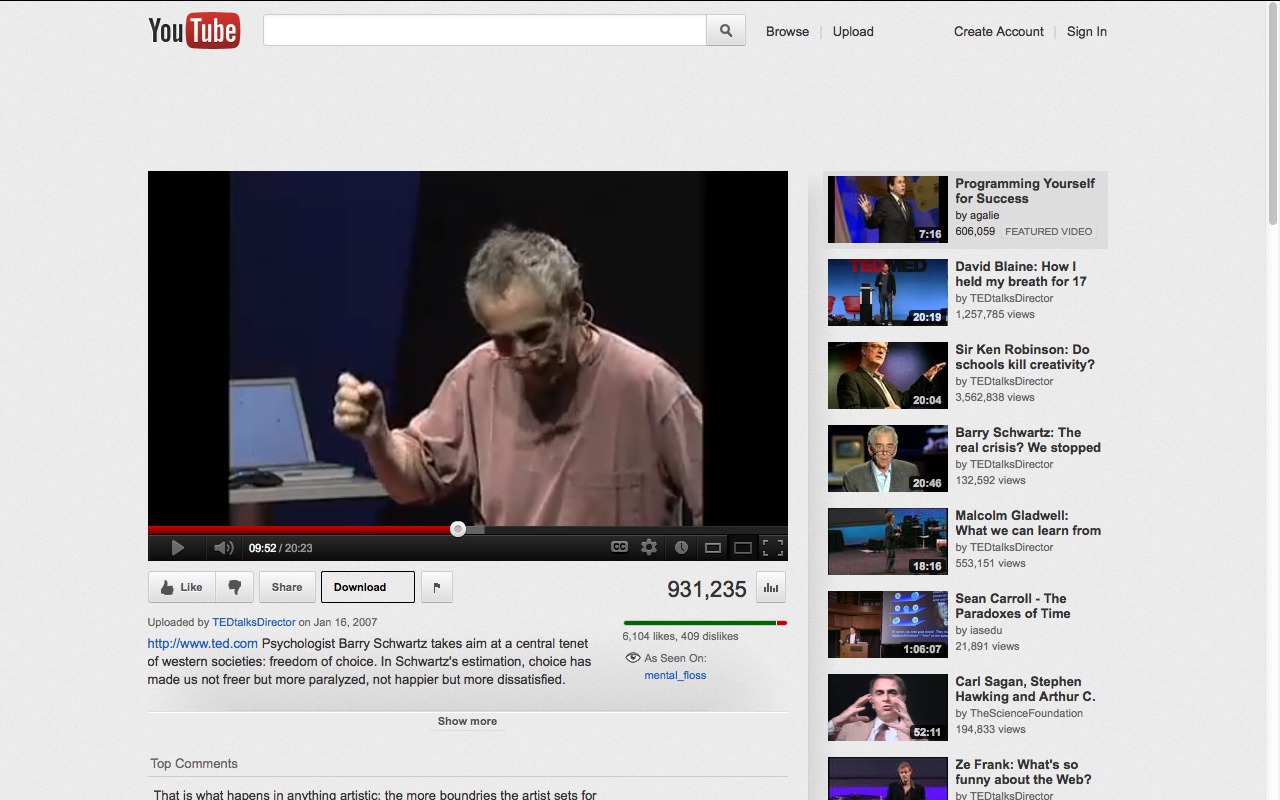 YouTube
Browse | Upload
Create Account | Sign In
09:52 / 20:23
CC
Like
Share
Download
931,235
Uploaded by TEDtalksDirector on Jan 16, 2007
6,104 likes, 409 dislikes
http://www.ted.com Psychologist Barry Schwartz takes aim at a central tenet
of western societies: freedom of choice. In Schwartz's estimation, choice has
made us not freer but more paralyzed, not happier but more dissatisfied.
As Seen On:
mental_floss
Show more
Top Comments
That is what hapens in anything artistic: the more boundries the artist sets for
7:16
Programming Yourself
for Success
by agalie
606,059 FEATURED VIDEO
TEDMED
20:19
David Blaine: How I
held my breath for 17
by TEDtalksDirector
1,257,785 views
20:04
Sir Ken Robinson: Do
schools kill creativity?
by TEDtalksDirector
3,562,838 views
20:46
Barry Schwartz: The
real crisis? We stopped
by TEDtalksDirector
132,592 views
18:16
Malcolm Gladwell:
What we can learn from
by TEDtalksDirector
553,151 views
1:06:07
Sean Carroll - The
Paradoxes of Time
by iasedu
21,891 views
52:11
Carl Sagan, Stephen
Hawking and Arthur C.
by TheScienceFoundation
194,833 views
Ze Frank: What's so
funny about the Web?
by TEDtalksDirector